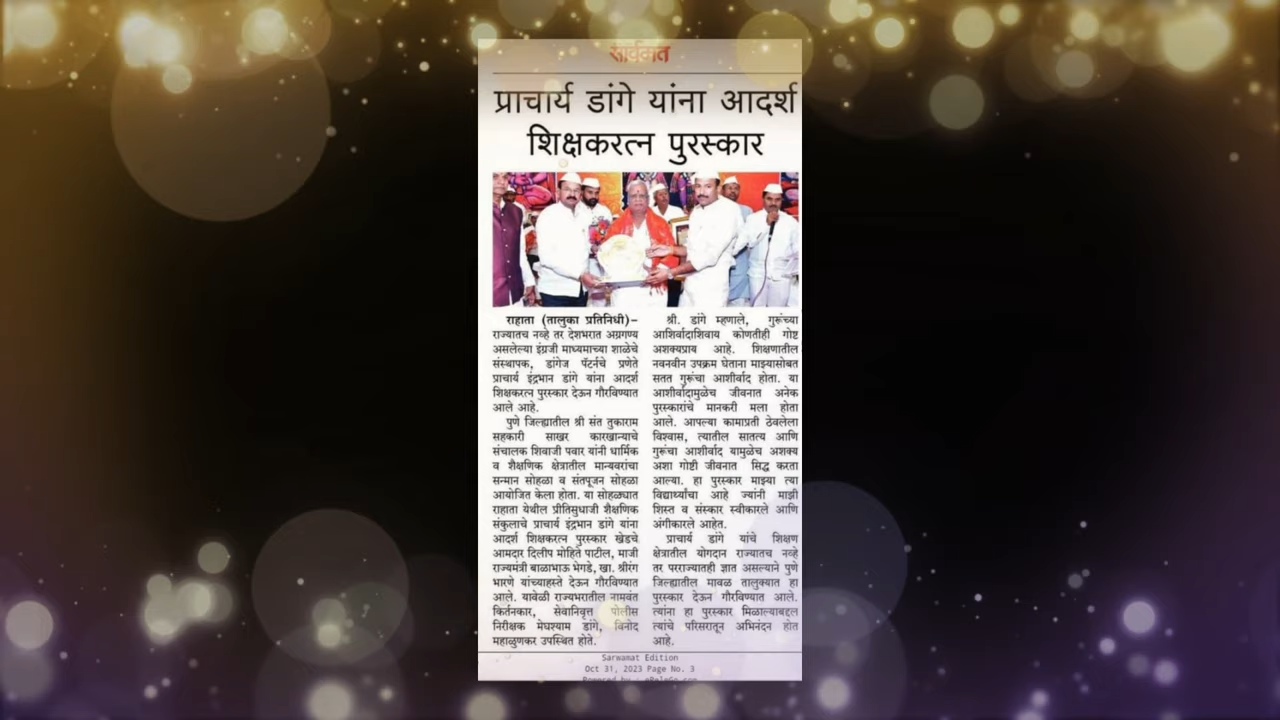 सार्वमत
प्राचार्य डांगे यांना आदर्श
शिक्षकरत्न पुरस्कार
राहाता (तालुका प्रतिनिधी)–
राज्यातच नव्हे तर देशभरात अग्रगण्य
असलेल्या इंग्रजी माध्यमाच्या शाळेचे
संस्थापक, डांगेज पॅटर्नचे प्रणेते
प्राचार्य इंद्रभान डांगे यांना आदर्श
शिक्षकरत्न पुरस्कार देऊन गौरविण्यात
आले आहे.
पुणे जिल्ह्यातील श्री संत तुकाराम
सहकारी साखर कारखान्याचे
संचालक शिवाजी पवार यांनी धार्मिक
व शैक्षणिक क्षेत्रातील मान्यवरांचा
सन्मान सोहळा व संतपूजन सोहळा
आयोजित केला होता. या सोहळ्यात
राहाता येथील प्रीतिसुधाजी शैक्षणिक
संकुलाचे प्राचार्य इंद्रभान डांगे यांना
आदर्श शिक्षकरत्न पुरस्कार खेडचे
आमदार दिलीप मोहिते पाटील, माजी
राज्यमंत्री बाळाभाऊ भेगडे, खा. श्रीरंग
भारणे यांच्याहस्ते देऊन गौरविण्यात
आले. यावेळी राज्यभरातील नामवंत
किर्तनकार, सेवानिवृत्त पोलीस
निरीक्षक मेघश्याम डांगे, विनोद
महाळुणकर उपस्थित होते.
श्री. डांगे म्हणाले, गुरूंच्या
आशिर्वादाशिवाय कोणतीही गोष्ट
अशक्यप्राय आहे. शिक्षणातील
नवनवीन उपक्रम घेताना माझ्यासोबत
सतत गुरूंचा आशीर्वाद होता. या
आशीर्वादामुळेच जीवनात अनेक
पुरस्कारांचे मानकरी मला होता
आले. आपल्या कामाप्रती ठेवलेला
विश्वास, त्यातील सातत्य आणि
गुरूंचा आशीर्वाद यामुळेच अशक्य
अशा गोष्टी जीवनात सिद्ध करता
आल्या. हा पुरस्कार माझ्या त्या
विद्यार्थ्यांचा आहे ज्यांनी माझी
शिस्त व संस्कार स्वीकारले आणि
अंगीकारले आहेत.
प्राचार्य डांगे यांचे शिक्षण
क्षेत्रातील योगदान राज्यातच नव्हे
तर परराज्यातही ज्ञात असल्याने पुणे
जिल्ह्यातील मावळ तालुक्यात हा
पुरस्कार देऊन गौरविण्यात आले.
त्यांना हा पुरस्कार मिळाल्याबद्दल
त्यांचे परिसरातून अभिनंदन होत
आहे.
Sarwamat Edition
Oct 31, 2023 Page No. 3
Powered by : eReleGo.com